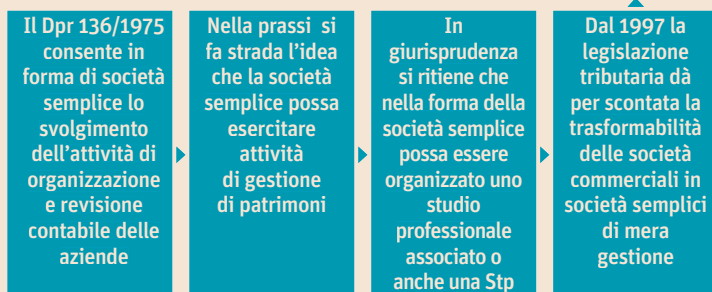 Il Dpr 136/1975
consente in
forma di società
semplice lo
svolgimento
dell'attività di
organizzazione
e revisione
contabile delle
aziende
Nella prassi si
fa strada l'idea
che la società
semplice possa
esercitare
attività
di gestione
di patrimoni
In
giurisprudenza
si ritiene che
nella forma della
società semplice
possa essere
organizzato uno
studio
professionale
associato o
anche una Stp
Dal 1997 la
legislazione
tributaria dà
per scontata la
trasformabilità
delle società
commerciali in
società semplici
di mera
gestione